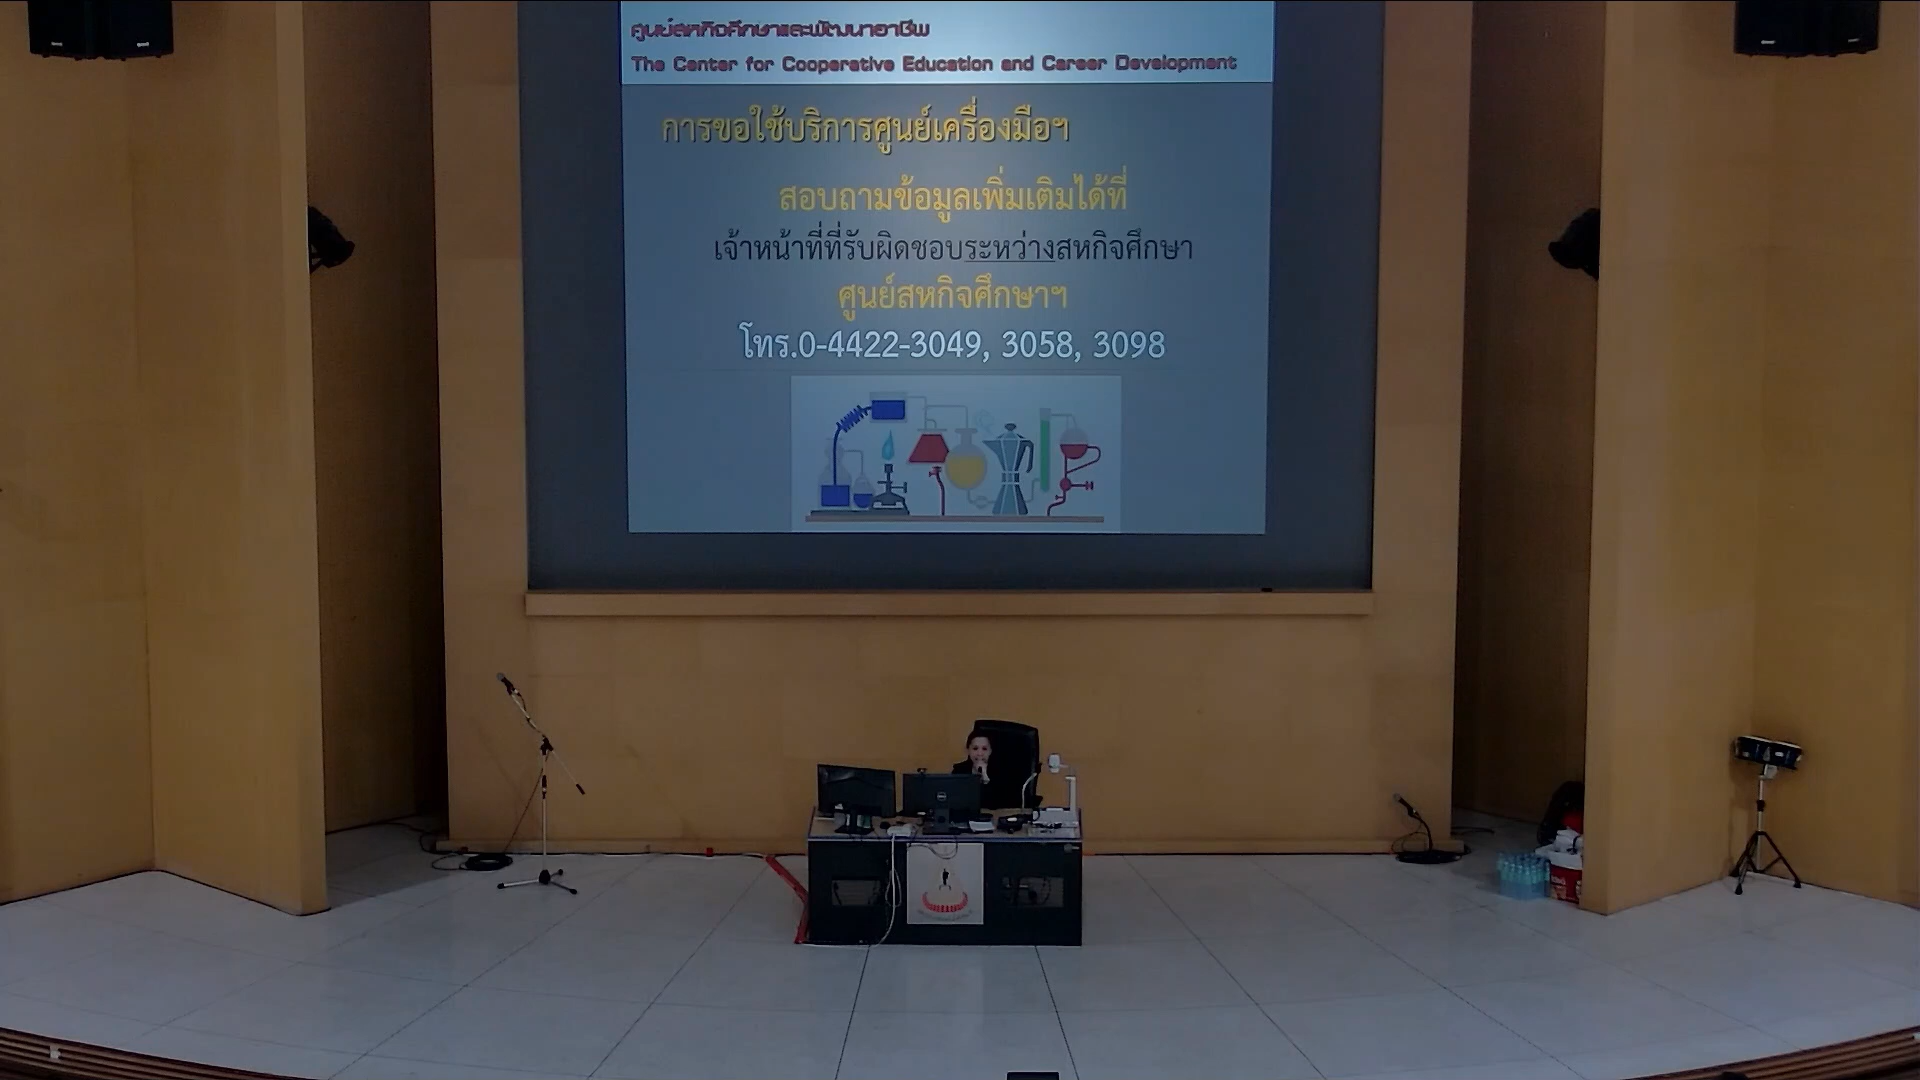 ศูนย์สหกิจศึกษาและพัฒนาอาชีพ
The Center for Cooperative Education and Career Development
การขอใช้บริการศูนย์เครื่องมือฯ
สอบถามข้อมูลเพิ่มเติมได้ที่
เจ้าหน้าที่ที่รับผิดชอบระหว่างสหกิจศึกษา
ศูนย์สหกิจศึกษาฯ
โทร.0-4422-3049, 3058, 3098